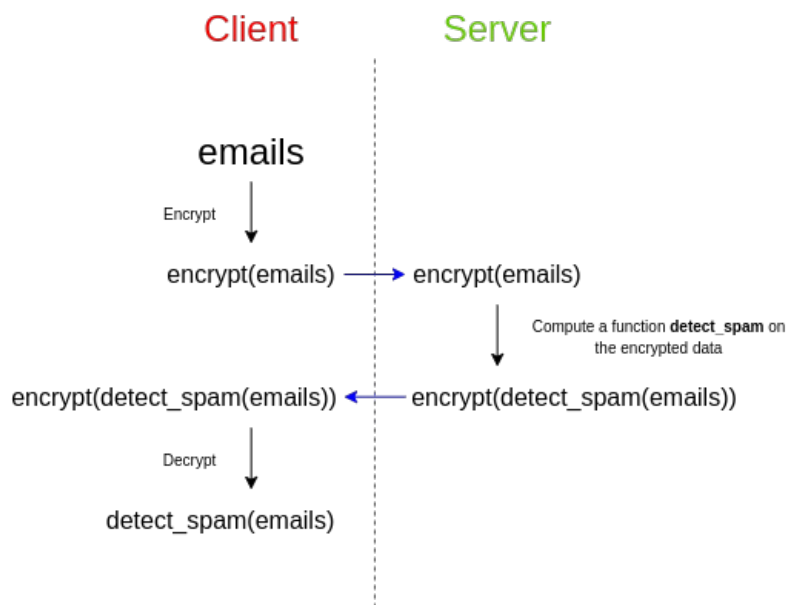 Client
Server
emails
Encrypt
encrypt(emails)
encrypt(emails)
Compute a function detect_spam on
the encrypted data
encrypt(detect_spam(emails))
encrypt(detect_spam(emails))
Decrypt
detect_spam(emails)